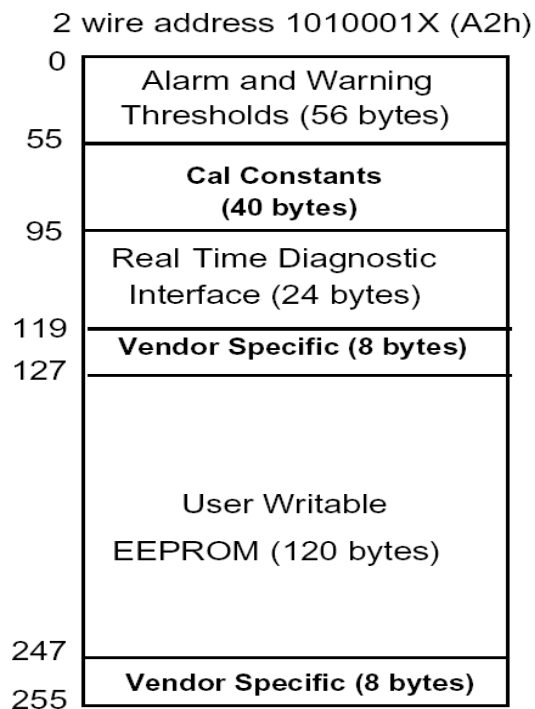 2 wire address 1010001X (A2h)
0
Alarm and Warning
Thresholds (56 bytes)
55
Cal Constants
(40 bytes)
95
Real Time Diagnostic
Interface (24 bytes)
119
Vendor Specific (8 bytes)
127
User Writable
EEPROM (120 bytes)
247
Vendor Specific (8 bytes)
255